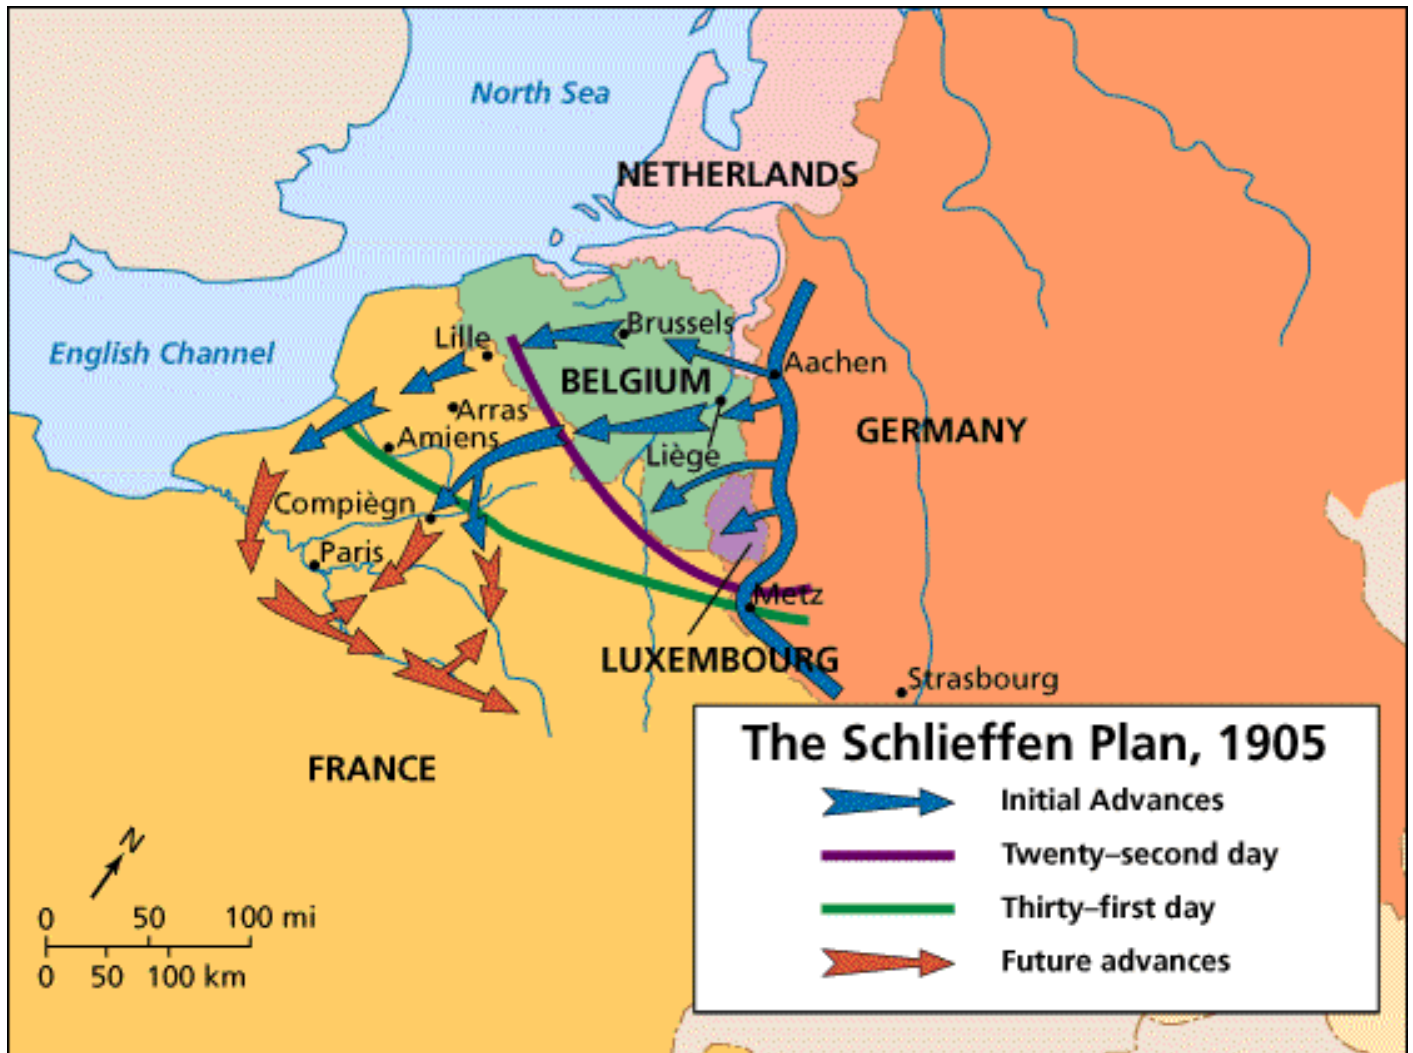 North Sea
NETHERLANDS
English Channel
Lille
Brussels
Aachen
BELGIUM
Arras
Amiens
GERMANY
Liège
Compiègn
Paris
Metz
LUXEMBOURG
Strasbourg
FRANCE
N
0 50 100 mi
0 50 100 km
The Schlieffen Plan, 1905
Initial Advances
Twenty–second day
Thirty–first day
Future advances